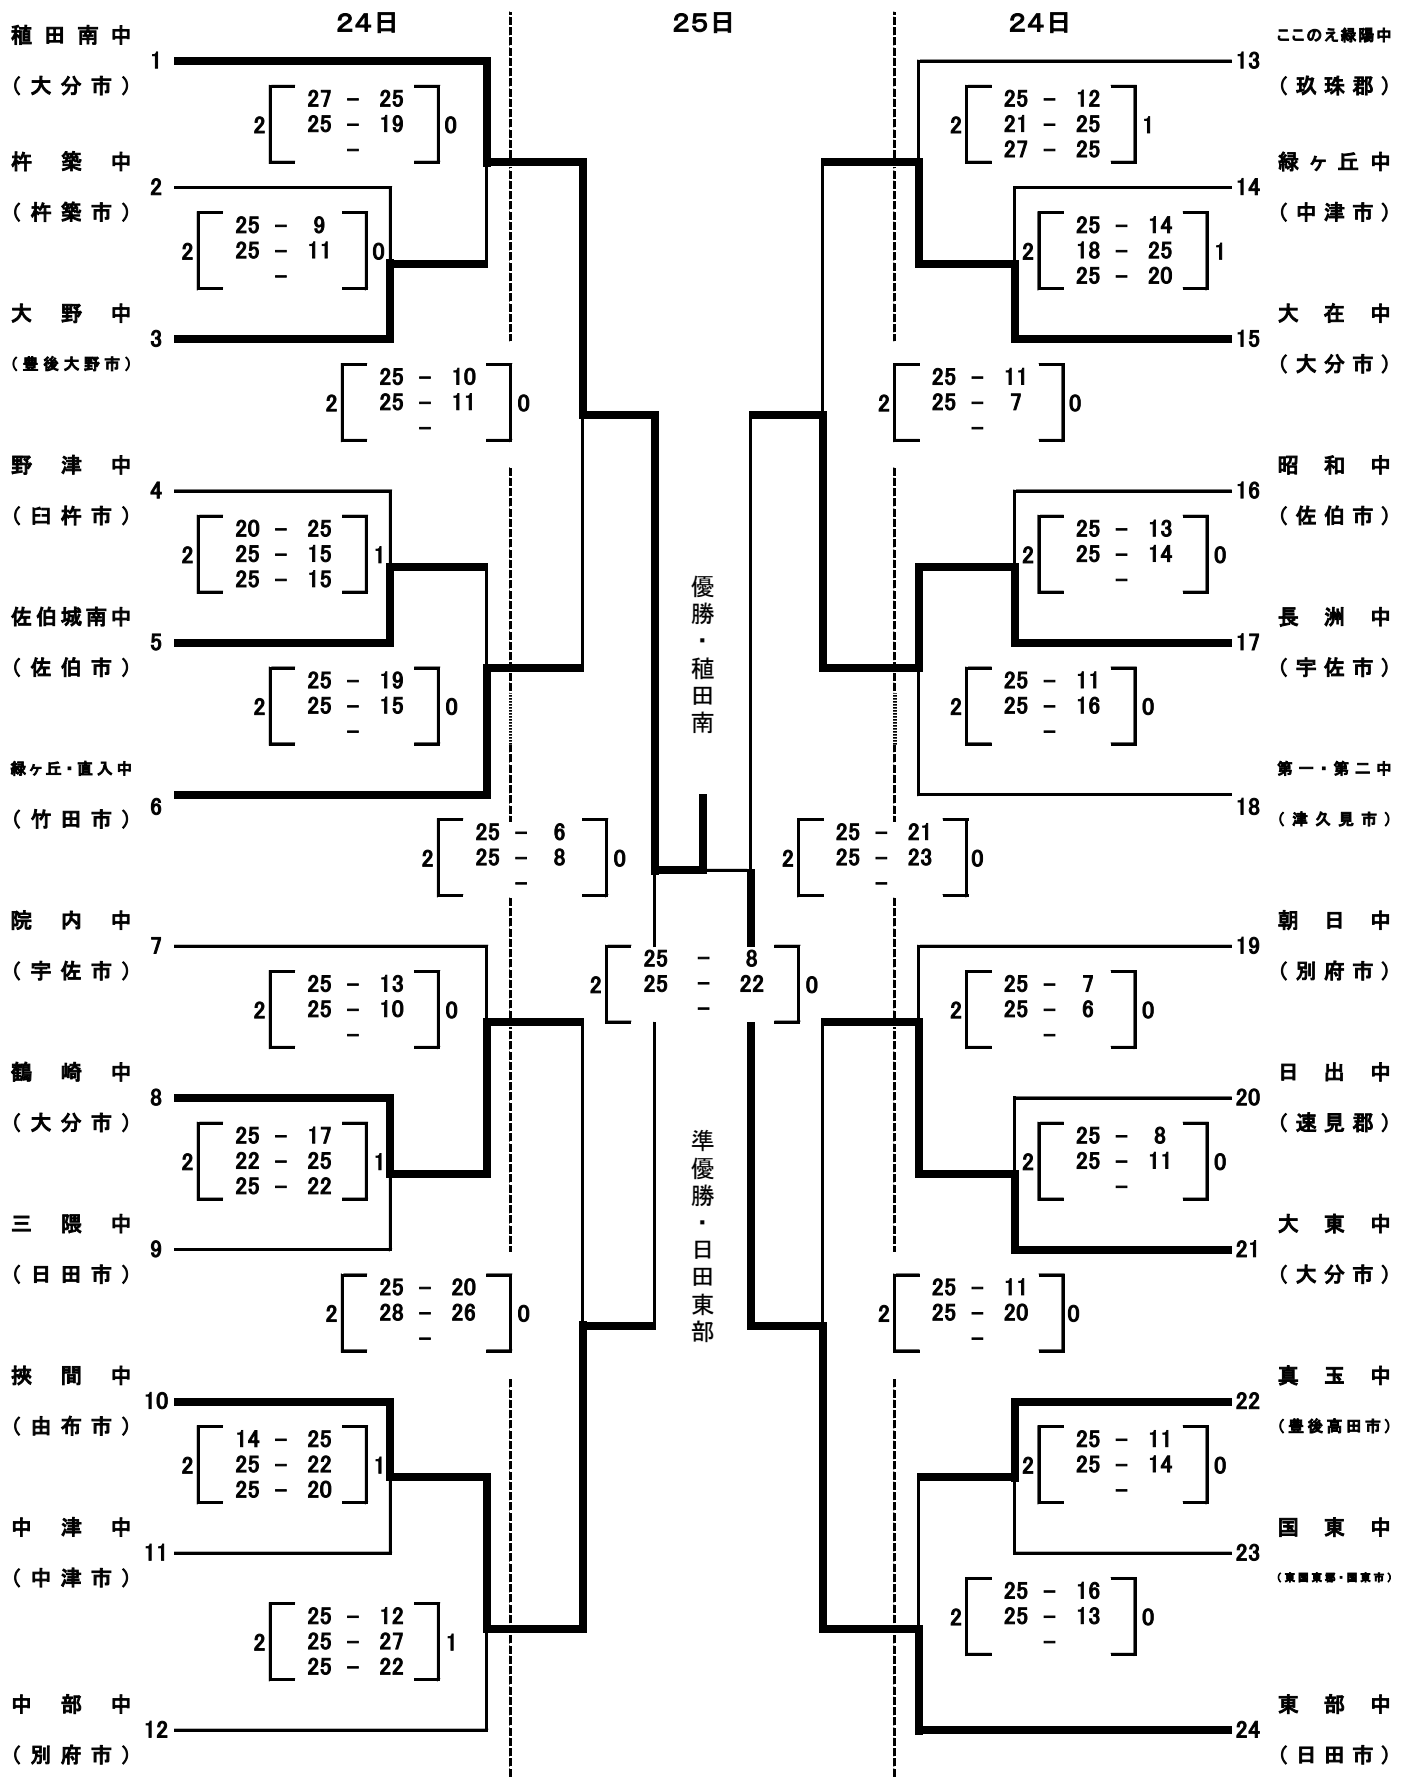 24日
25日
24日
稙田南中
1
(大分市)
2 27 - 25 0
25 - 19
-
杵築中
2
(杵築市)
2 25 - 9 0
25 - 11
-
大野中
3
(豊後大野市)
2 25 - 10 0
25 - 11
-
野津中
4
(臼杵市)
2 20 - 25 1
25 - 15
25 - 15
佐伯城南中
5
(佐伯市)
2 25 - 19 0
25 - 15
-
緑ヶ丘・直入中
6
(竹田市)
2 25 - 6 0
25 - 8
-
院内中
7
(宇佐市)
2 25 - 13 0
25 - 10
-
鶴崎中
8
(大分市)
2 25 - 17 1
22 - 25
25 - 22
三隈中
9
(日田市)
2 25 - 20 0
28 - 26
-
挾間中
10
(由布市)
2 14 - 25 1
25 - 22
25 - 20
中津中
11
(中津市)
2 25 - 12 1
25 - 27
25 - 22
中部中
12
(別府市)
優勝・稙田南
2 25 - 8 0
25 - 22
-
準優勝・日田東部
ここのえ緑陽中
13
(玖珠郡)
2 25 - 12 1
21 - 25
27 - 25
緑ヶ丘中
14
(中津市)
2 25 - 14 1
18 - 25
25 - 20
大在中
15
(大分市)
2 25 - 11 0
25 - 7
-
昭和中
16
(佐伯市)
2 25 - 13 0
25 - 14
-
長洲中
17
(宇佐市)
2 25 - 11 0
25 - 16
-
第一・第二中
18
(津久見市)
2 25 - 21 0
25 - 23
-
朝日中
19
(別府市)
2 25 - 7 0
25 - 6
-
日出中
20
(速見郡)
2 25 - 8 0
25 - 11
-
大東中
21
(大分市)
2 25 - 11 0
25 - 20
-
真玉中
22
(豊後高田市)
2 25 - 11 0
25 - 14
-
国東中
23
(東国東郡・国東市)
2 25 - 16 0
25 - 13
-
東部中
24
(日田市)